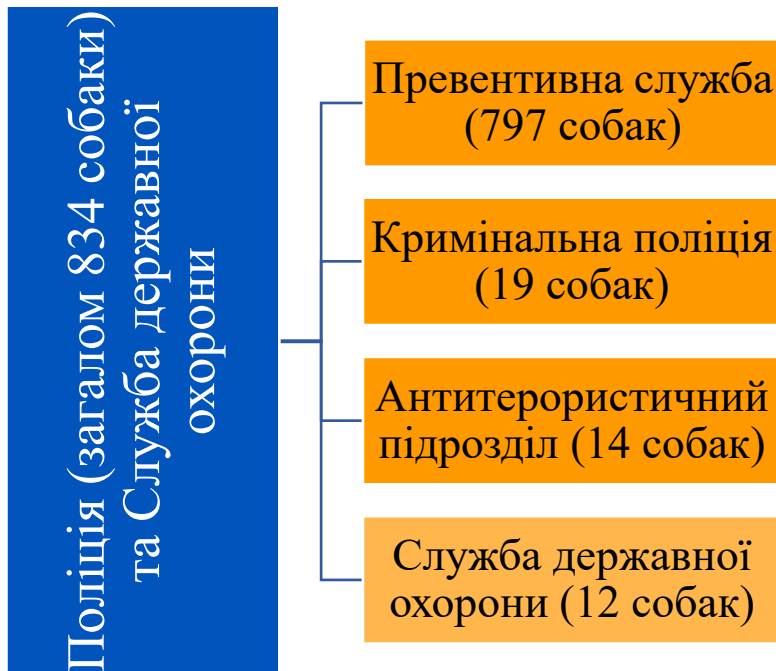 Поліція (загалом 834 собаки)
та Служба державної
охорони
Превентивна служба
(797 собак)
Кримінальна поліція
(19 собак)
Антитерористичний
підрозділ (14 собак)
Служба державної
охорони (12 собак)